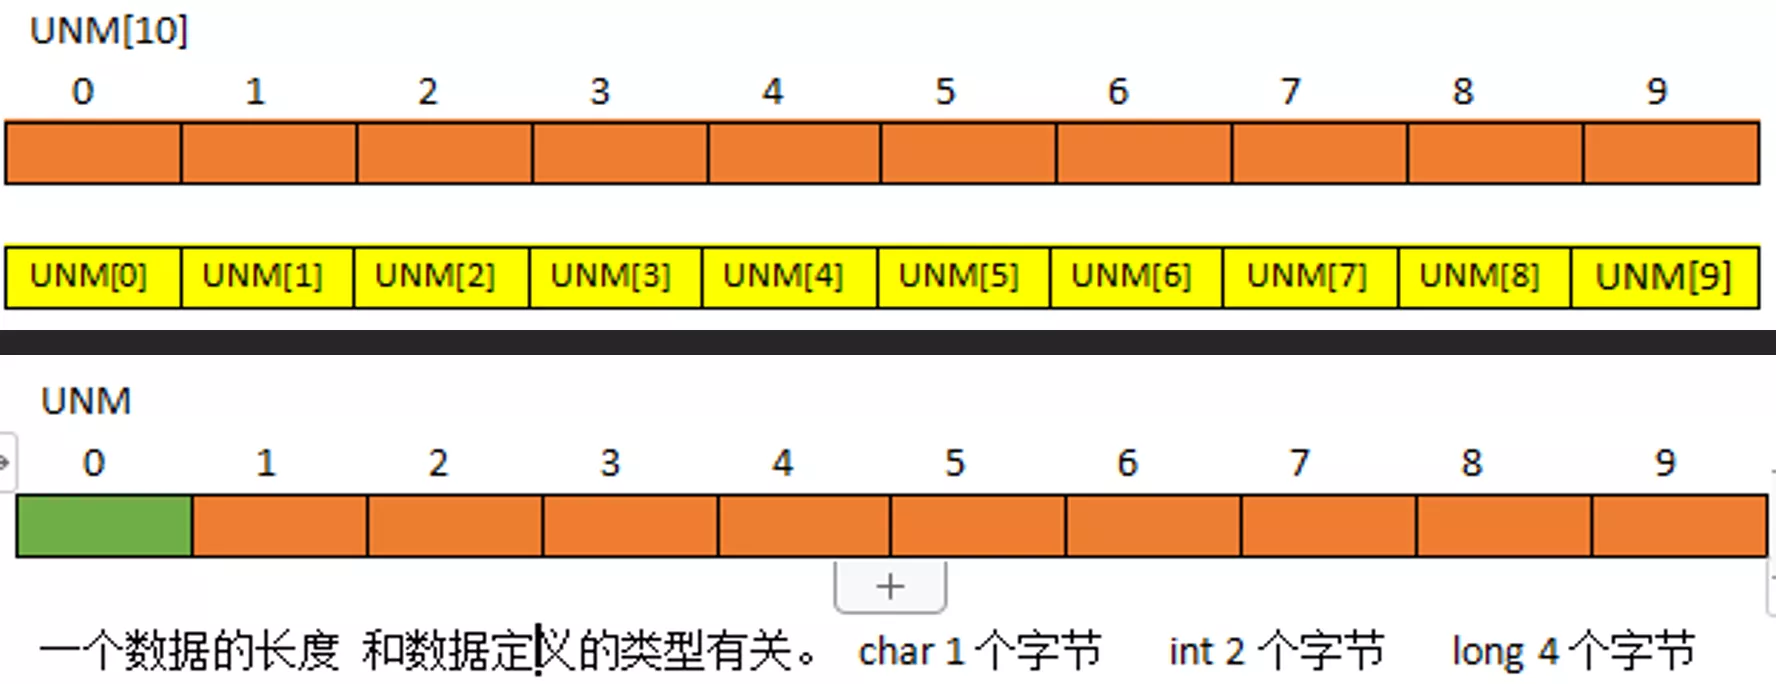 UNM[10]
0 1 2 3 4 5 6 7 8 9
UNM[0] UNM[1] UNM[2] UNM[3] UNM[4] UNM[5] UNM[6] UNM[7] UNM[8] UNM[9]
UNM
0 1 2 3 4 5 6 7 8 9
+
一个数据的长度 和数据定义的类型有关。 char 1 个字节 int 2 个字节 long 4 个字节